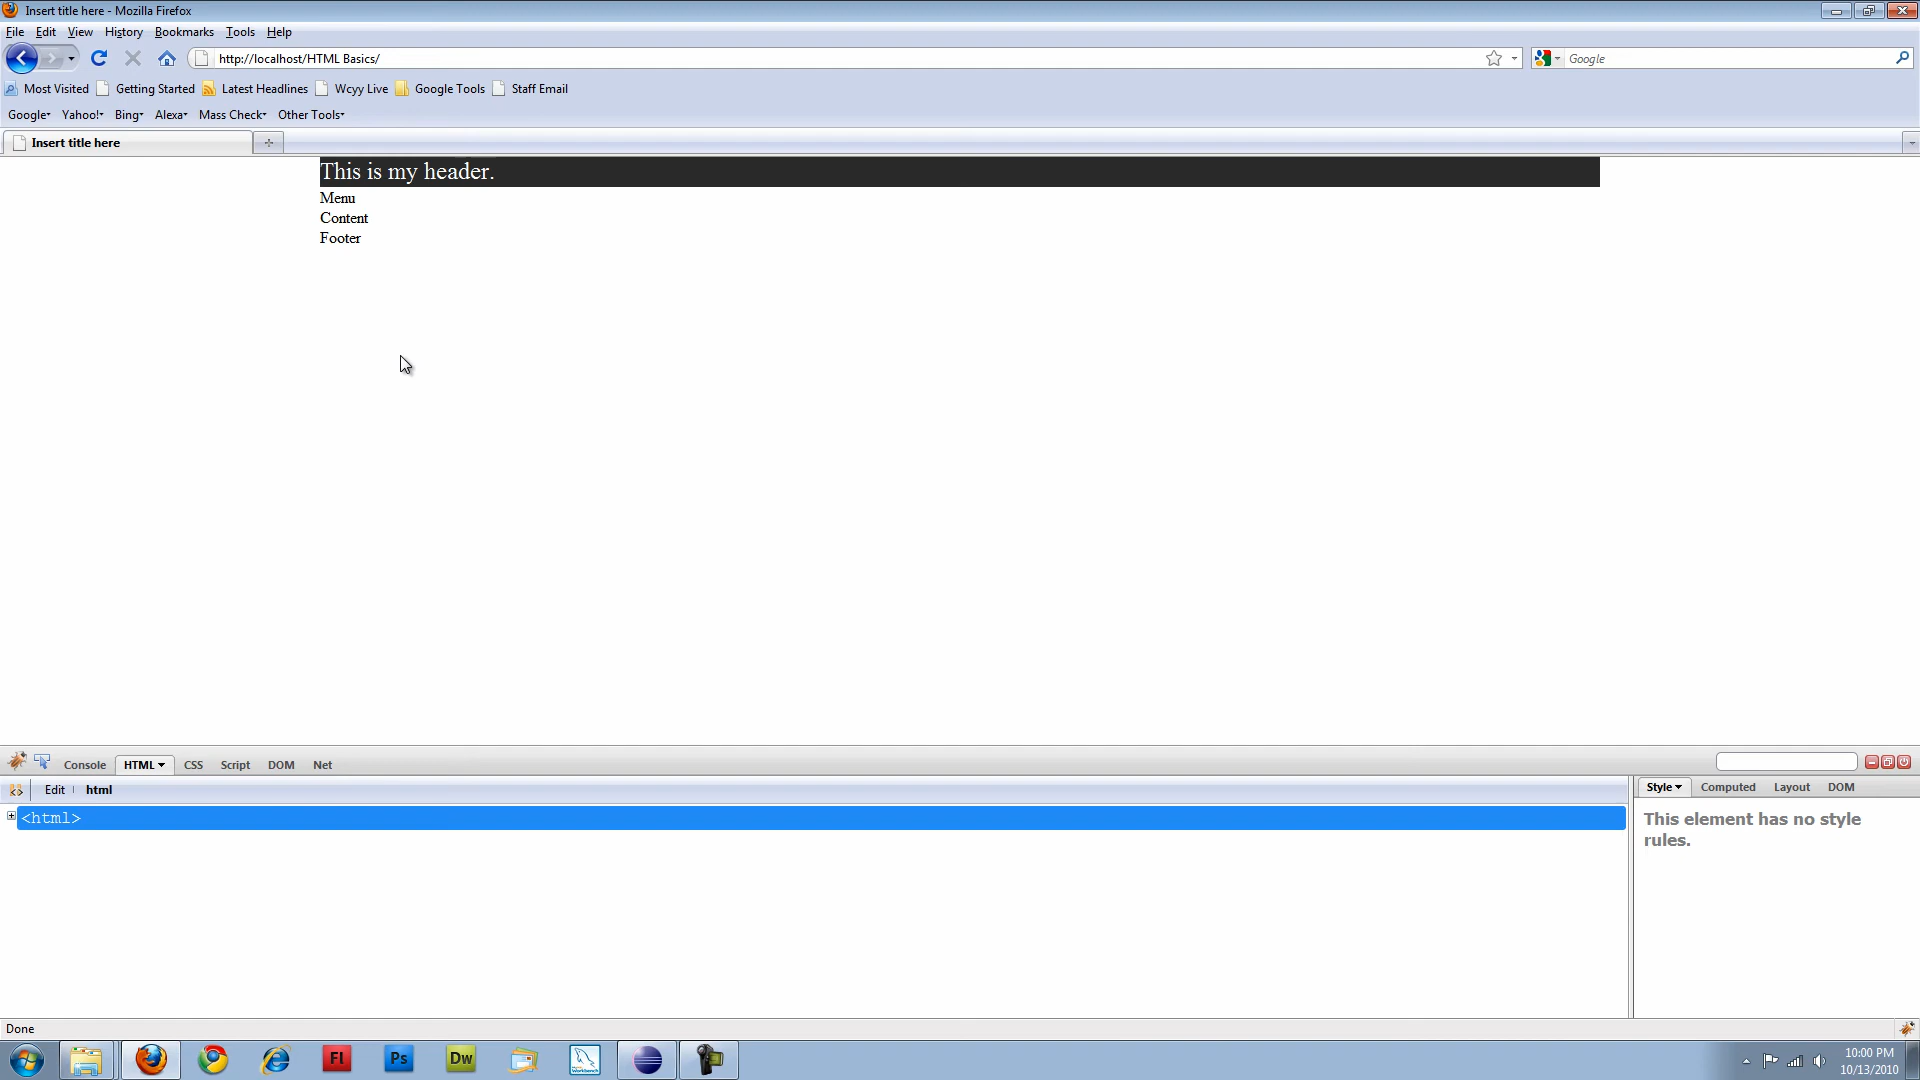 Insert title here - Mozilla Firefox
File Edit View History Bookmarks Tools Help
http://localhost/HTML Basics/
Google
Most Visited Getting Started Latest Headlines Wcyy Live Google Tools Staff Email
Google Yahoo! Bing Alexa Mass Check Other Tools
Insert title here
This is my header.
Menu
Content
Footer
Console HTML CSS Script DOM Net
Edit html
Style Computed Layout DOM
<html>
This element has no style
rules.
Done
Fl Ps Dw
10:00 PM
10/13/2010